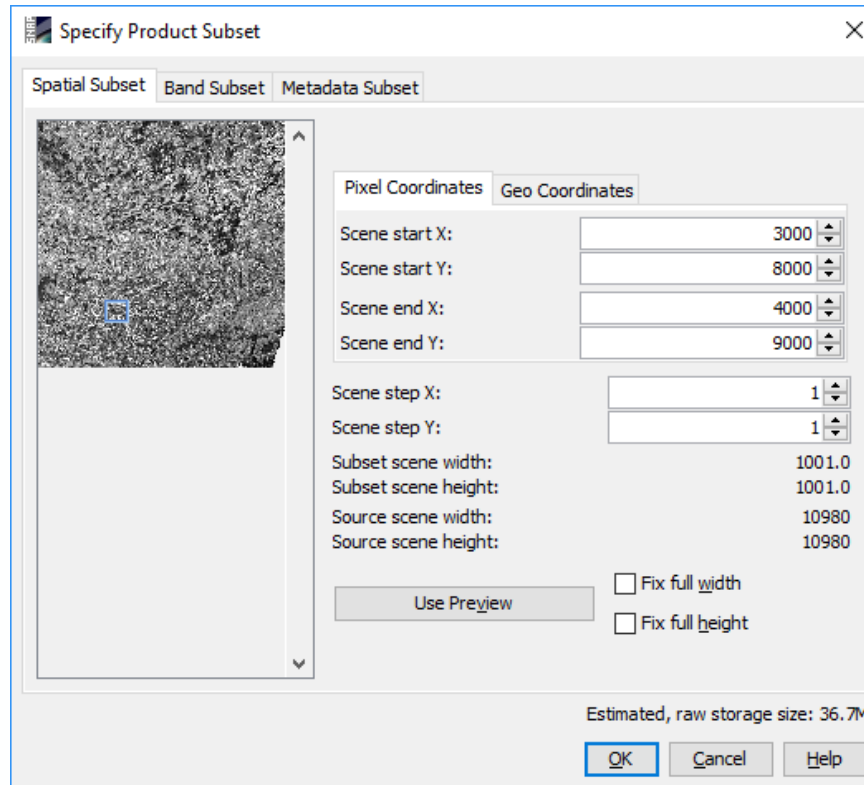 Specify Product Subset
Spatial Subset Band Subset Metadata Subset
Pixel Coordinates Geo Coordinates
Scene start X: 3000
Scene start Y: 8000
Scene end X: 4000
Scene end Y: 9000
Scene step X: 1
Scene step Y: 1
Subset scene width: 1001.0
Subset scene height: 1001.0
Source scene width: 10980
Source scene height: 10980
Use Preview
Fix full width
Fix full height
Estimated, raw storage size: 36.7M
OK Cancel Help